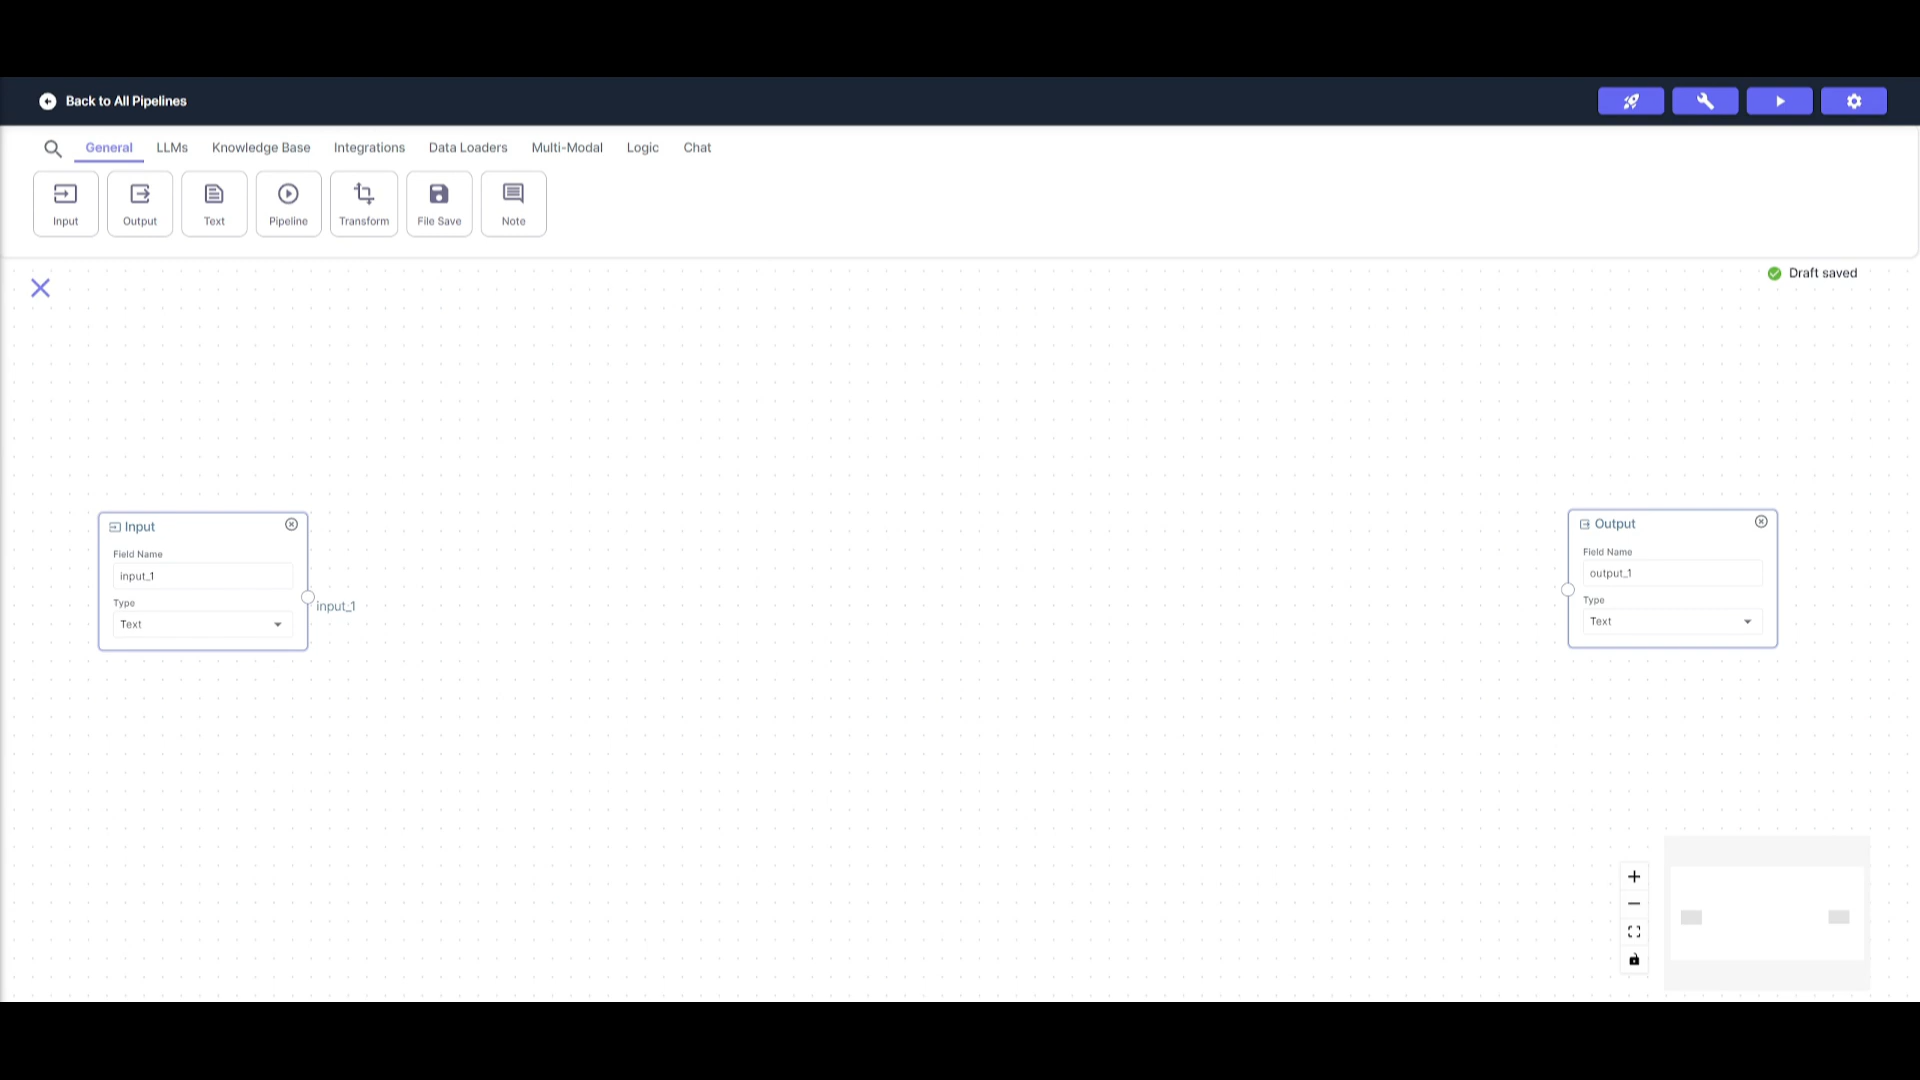 Back to All Pipelines
General LLMs Knowledge Base Integrations Data Loaders Multi-Modal Logic Chat
Input Output Text Pipeline Transform File Save Note
Draft saved
Input
Field Name
input_1
Type
Text
input_1
Output
Field Name
output_1
Type
Text